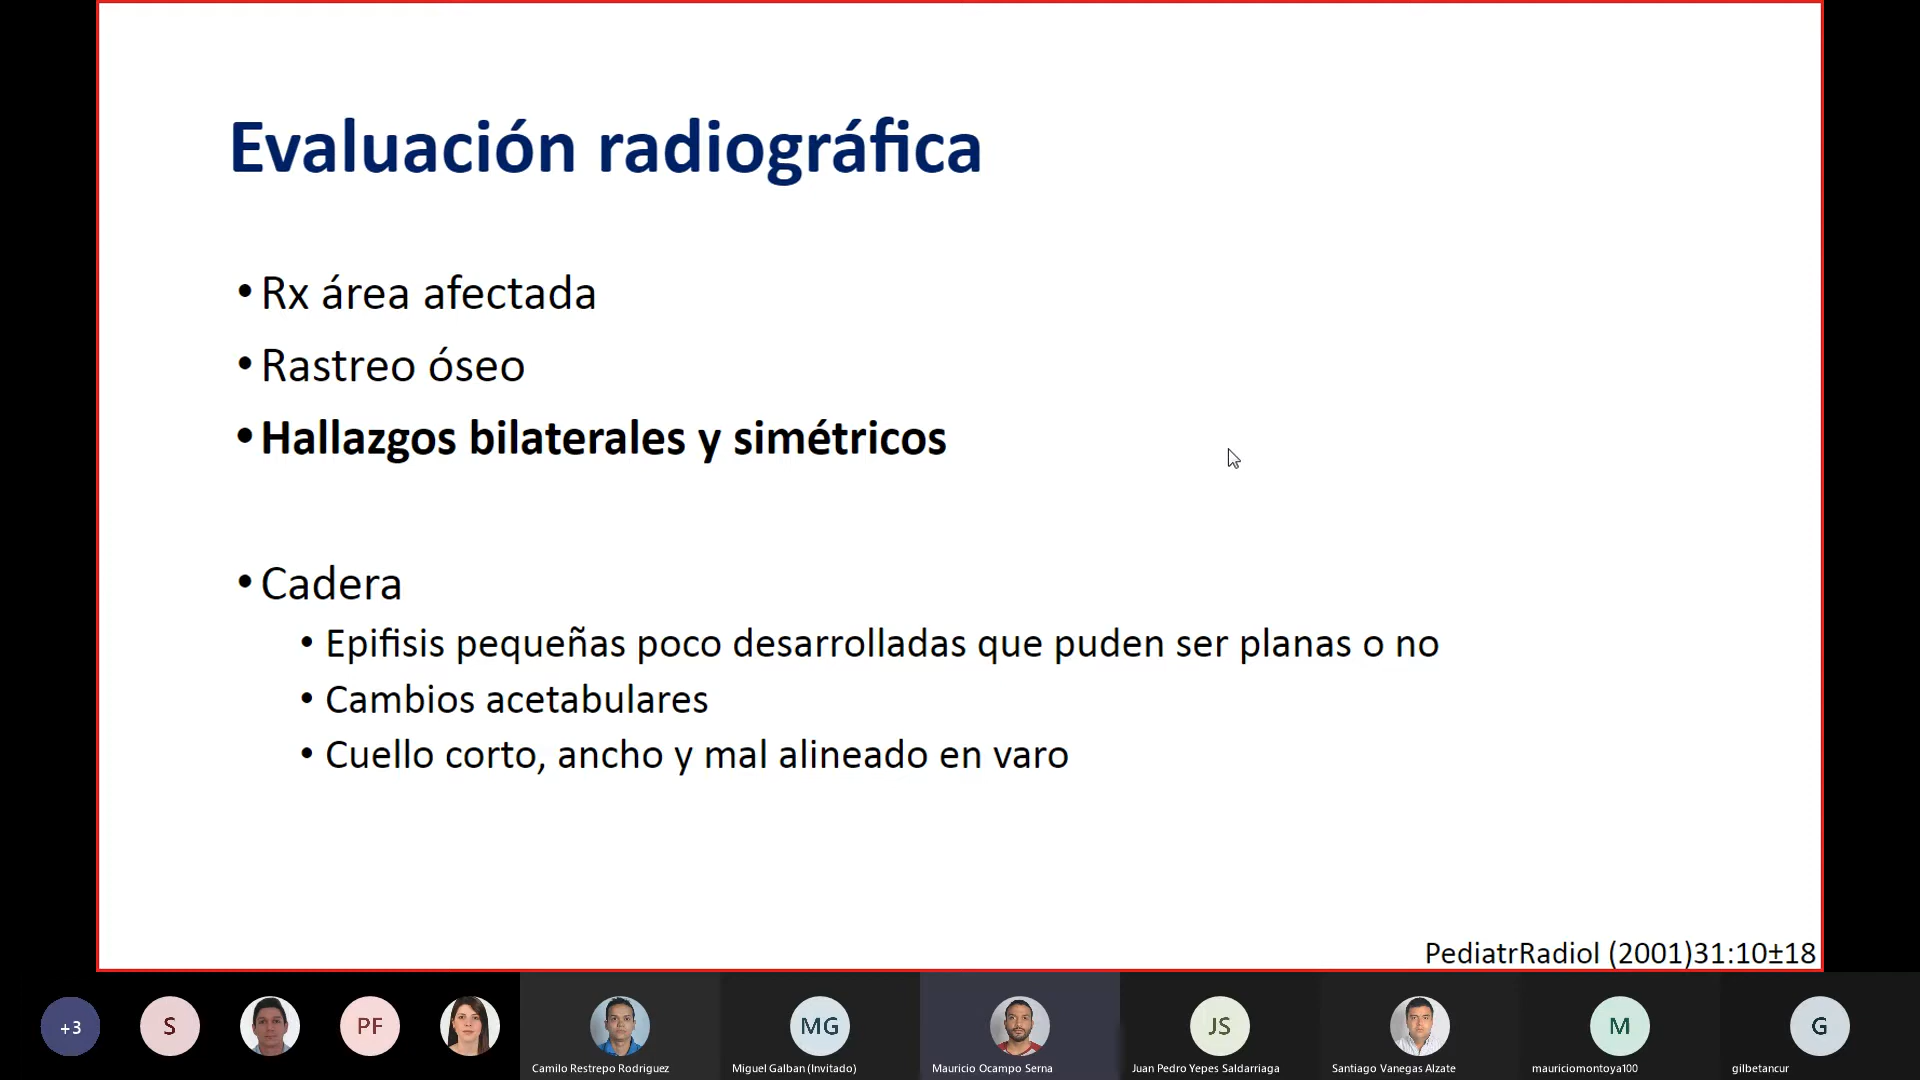 Evaluación radiográfica
• Rx área afectada
• Rastreo óseo
• Hallazgos bilaterales y simétricos
• Cadera
• Epifisis pequeñas poco desarrolladas que puden ser planas o no
• Cambios acetabulares
• Cuello corto, ancho y mal alineado en varo
PediatrRadiol (2001)31:10±18
+3
S
PF
MG
JS
M
G
Camilo Restrepo Rodriguez
Miguel Galban (Invitado)
Mauricio Ocampo Serna
Juan Pedro Yepes Saldarriaga
Santiago Vanegas Alzate
mauriciomontoya100
gilbetancur